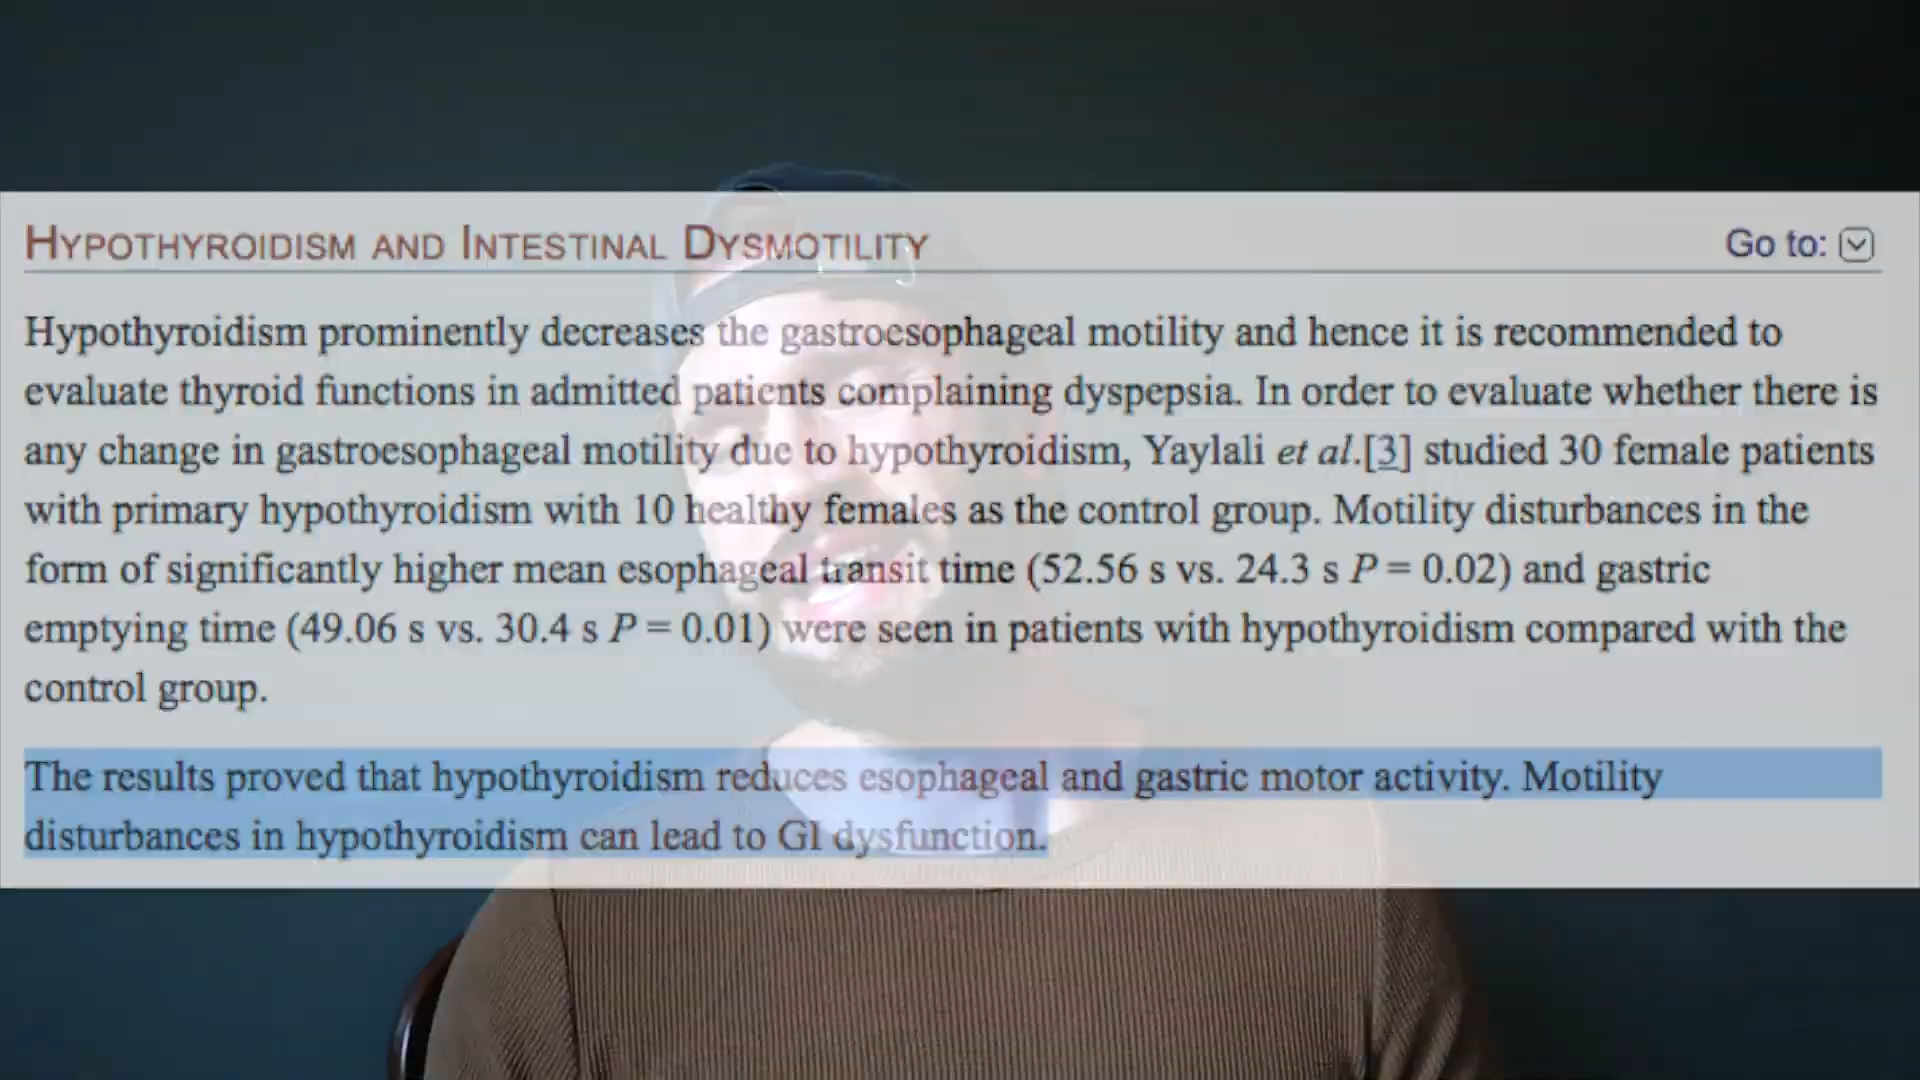 Hypothyroidism and Intestinal Dysmotility
Go to:
Hypothyroidism prominently decreases the gastroesophageal motility and hence it is recommended to
evaluate thyroid functions in admitted patients complaining dyspepsia. In order to evaluate whether there is
any change in gastroesophageal motility due to hypothyroidism, Yaylali et al.[3] studied 30 female patients
with primary hypothyroidism with 10 healthy females as the control group. Motility disturbances in the
form of significantly higher mean esophageal transit time (52.56 s vs. 24.3 s P = 0.02) and gastric
emptying time (49.06 s vs. 30.4 s P = 0.01) were seen in patients with hypothyroidism compared with the
control group.
The results proved that hypothyroidism reduces esophageal and gastric motor activity. Motility
disturbances in hypothyroidism can lead to GI dysfunction.